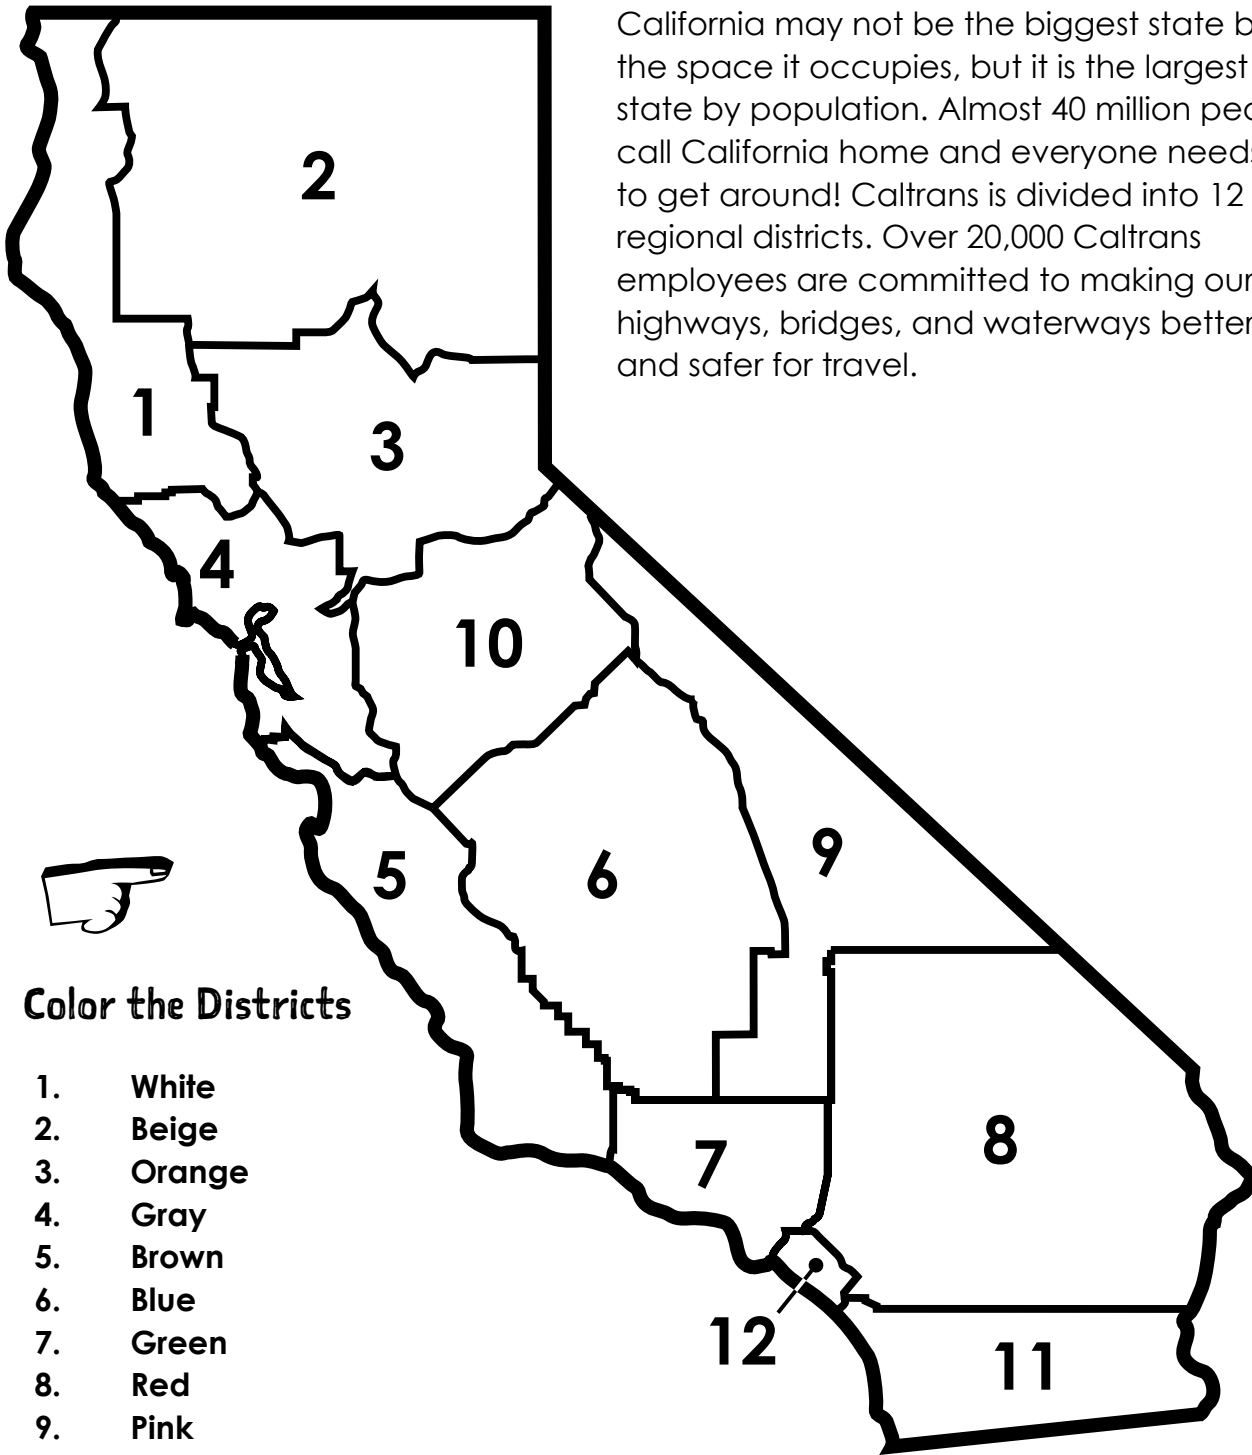 California may not be the biggest state b
the space it occupies, but it is the largest
state by population. Almost 40 million
call California home and everyone needs
to get around! Caltrans is divided into 12
regional districts. Over 20,000 Caltrans
employees are committed to making our
highways, bridges, and waterways better
and safer for travel.
2
1
3
4
10
5
6
9
8
7
12
11
Color the Districts
1. White
2. Beige
3. Orange
4. Gray
5. Brown
6. Blue
7. Green
8. Red
9. Pink